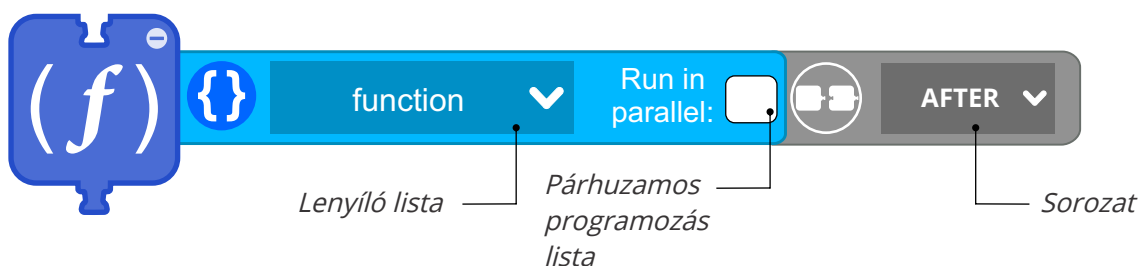 (f)
{}
function
Run in
parallel:
AFTER
Lenyíló lista
Párhuzamos
programozás
lista
Sorozat